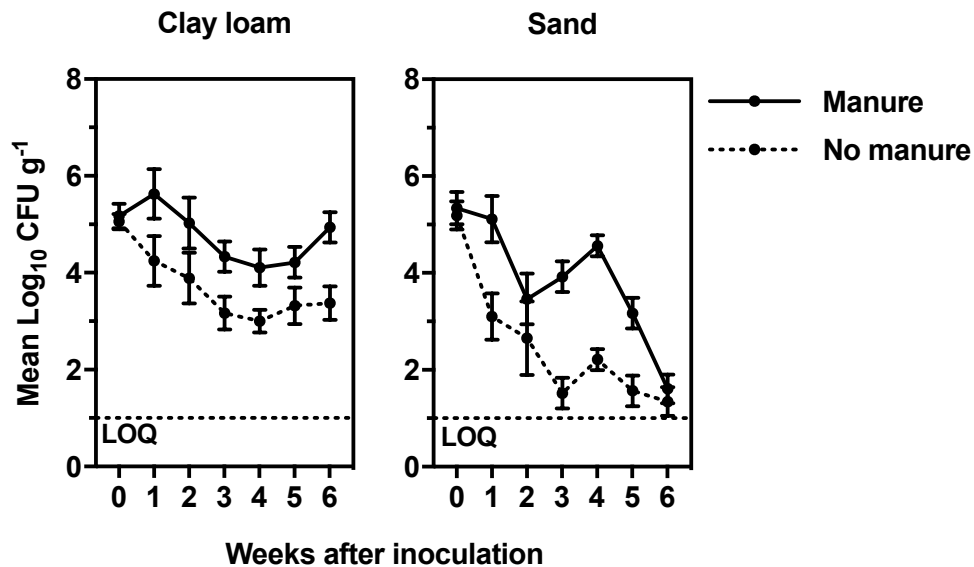 Clay loam
Sand
Mean Log₁₀ CFU g⁻¹
8
6
4
2
0
LOQ
0 1 2 3 4 5 6
8
6
4
2
0
LOQ
0 1 2 3 4 5 6
Manure
No manure
Weeks after inoculation